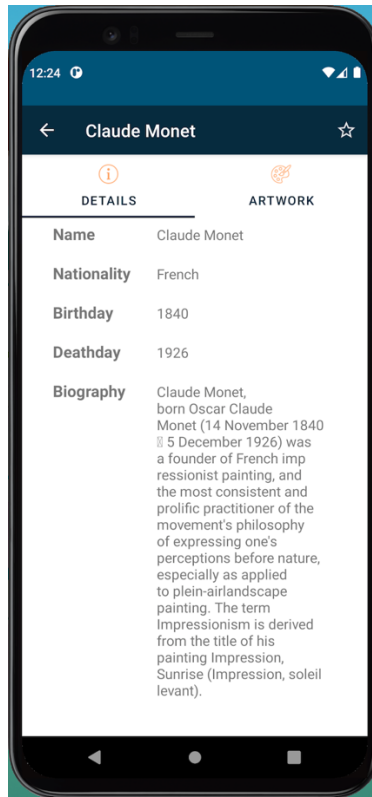 12:24
Claude Monet
DETAILS ARTWORK
Name Claude Monet
Nationality French
Birthday 1840
Deathday 1926
Biography Claude Monet,
born Oscar Claude
Monet (14 November 1840
 5 December 1926) was
a founder of French imp
ressionist painting, and
the most consistent and
prolific practitioner of the
movement's philosophy
of expressing one's
perceptions before nature,
especially as applied
to plein-airlandscape
painting. The term
Impressionism is derived
from the title of his
painting Impression,
Sunrise (Impression, soleil
levant).